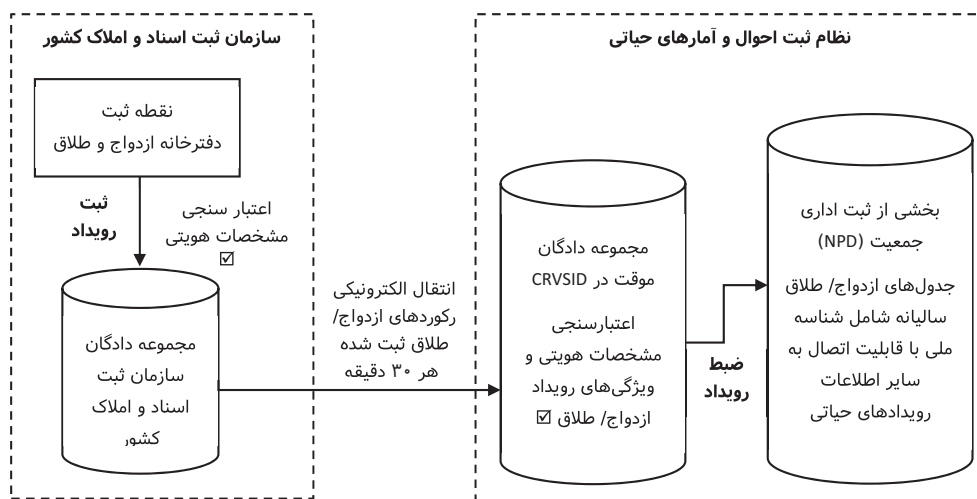 سازمان ثبت اسناد و املاک کشور
نقطه ثبت
دفترخانه ازدواج و طلاق
ثبت
رویداد
اعتبار سنجی
مشخصات هویتی
☑
مجموعه دادگان
سازمان ثبت
اسناد و املاک
کشور
انتقال الکترونیکی
رکوردهای ازدواج/
طلاق ثبت شده
هر ۳۰ دقیقه
نظام ثبت احوال و آمارهای حیاتی
مجموعه دادگان
موقت در CRVSID
اعتبارسنجی
مشخصات هویتی و
ویژگی‌های رویداد
ازدواج/ طلاق ☑
ضبط
رویداد
بخشی از ثبت اداری
جمعیت (NPD)
جدول‌های ازدواج/ طلاق
سالیانه شامل شناسه
ملی با قابلیت اتصال به
سایر اطلاعات
رویدادهای حیاتی